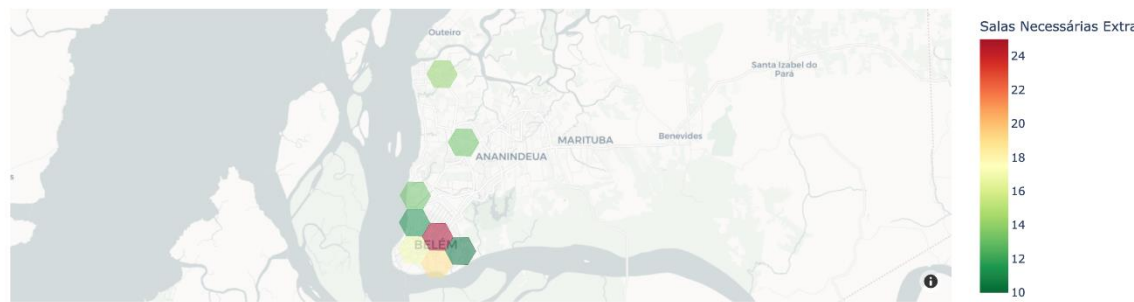 Outeiro
Santa Izabel do
Pará
MARITUBA
Benevides
ANANINDEUA
s
BELÉM
i
Salas Necessárias Extra
24
22
20
18
16
14
12
10